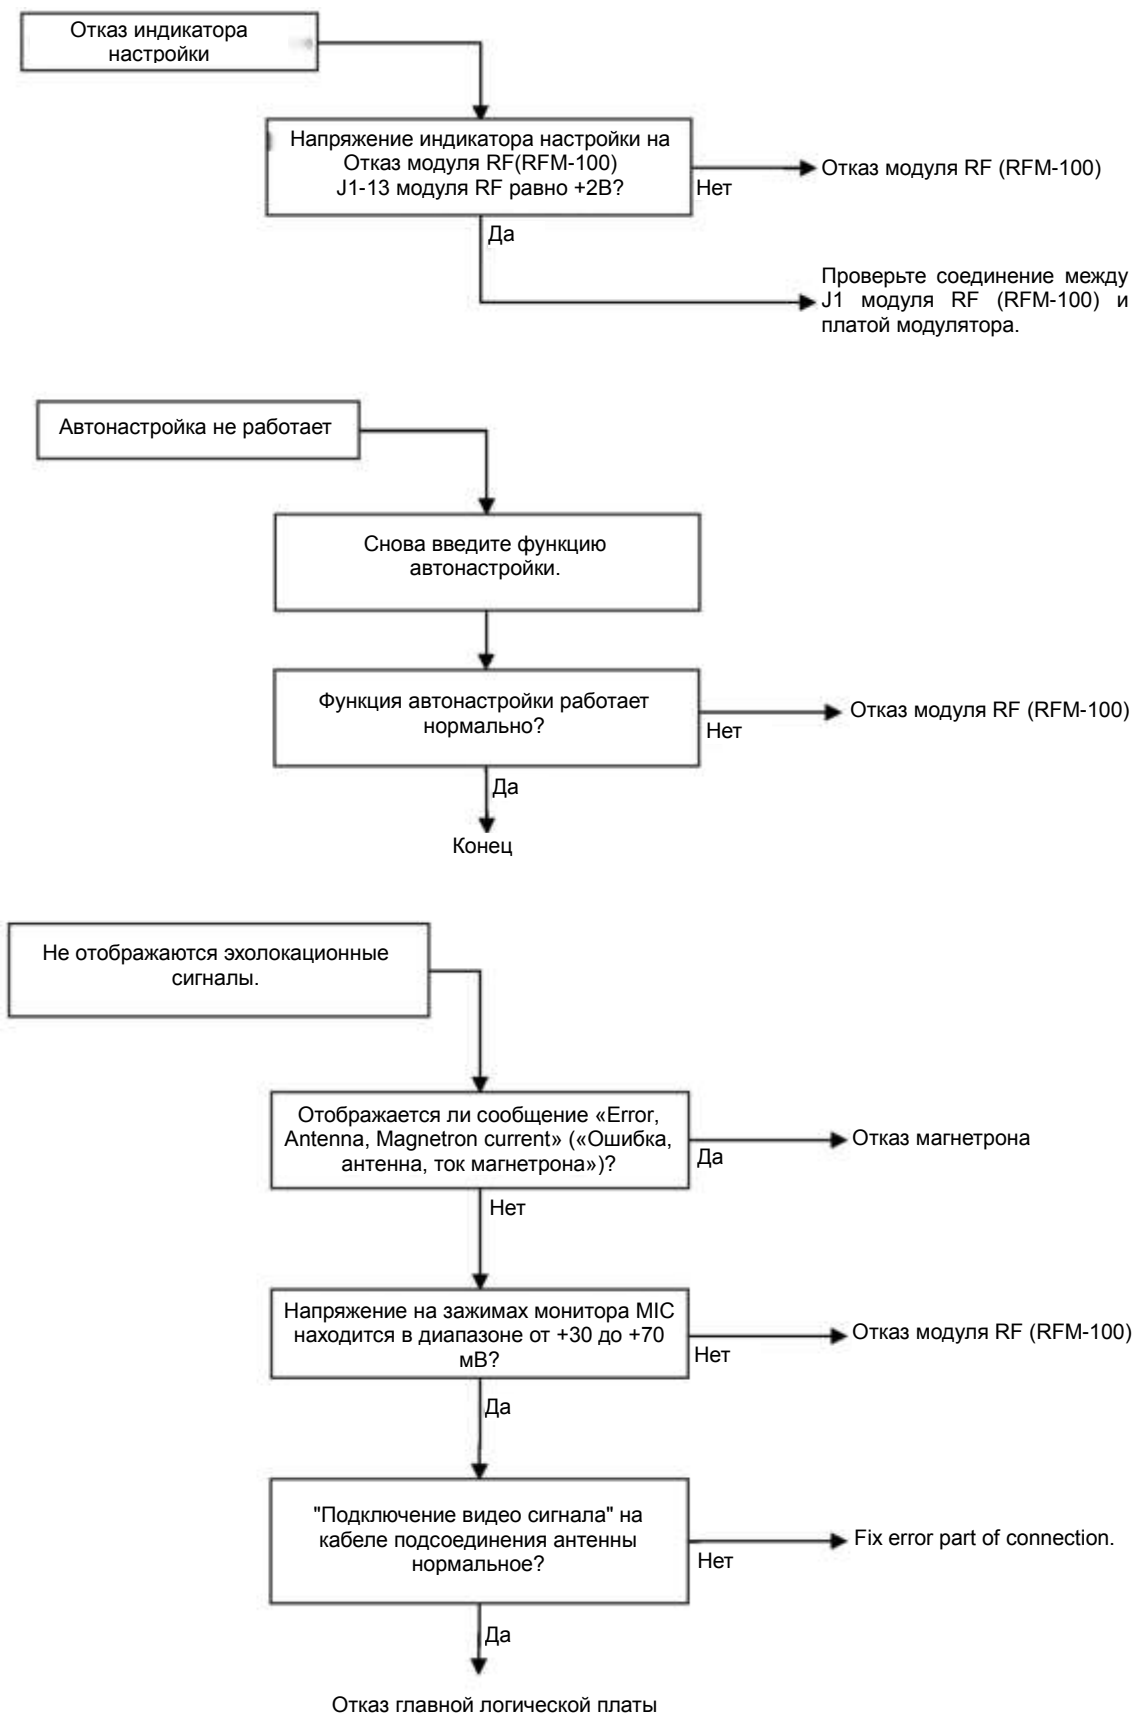 Отказ индикатора
настройки
Напряжение индикатора настройки на
Отказ модуля RF(RFM-100)
J1-13 модуля RF равно +2В?
Нет
Отказ модуля RF (RFM-100)
Да
Проверьте соединение между
J1 модуля RF (RFM-100) и
платой модулятора.
Автонастройка не работает
Снова введите функцию
автонастройки.
Функция автонастройки работает
нормально?
Нет
Отказ модуля RF (RFM-100)
Да
Конец
Не отображаются эхолокационные
сигналы.
Отображается ли сообщение «Error,
Antenna, Magnetron current» («Ошибка,
антенна, ток магнетрона»)?
Да
Отказ магнетрона
Нет
Напряжение на зажимах монитора MIC
находится в диапазоне от +30 до +70
мВ?
Нет
Отказ модуля RF (RFM-100)
Да
"Подключение видео сигнала" на
кабеле подсоединения антенны
нормальное?
Нет
Fix error part of connection.
Да
Отказ главной логической платы